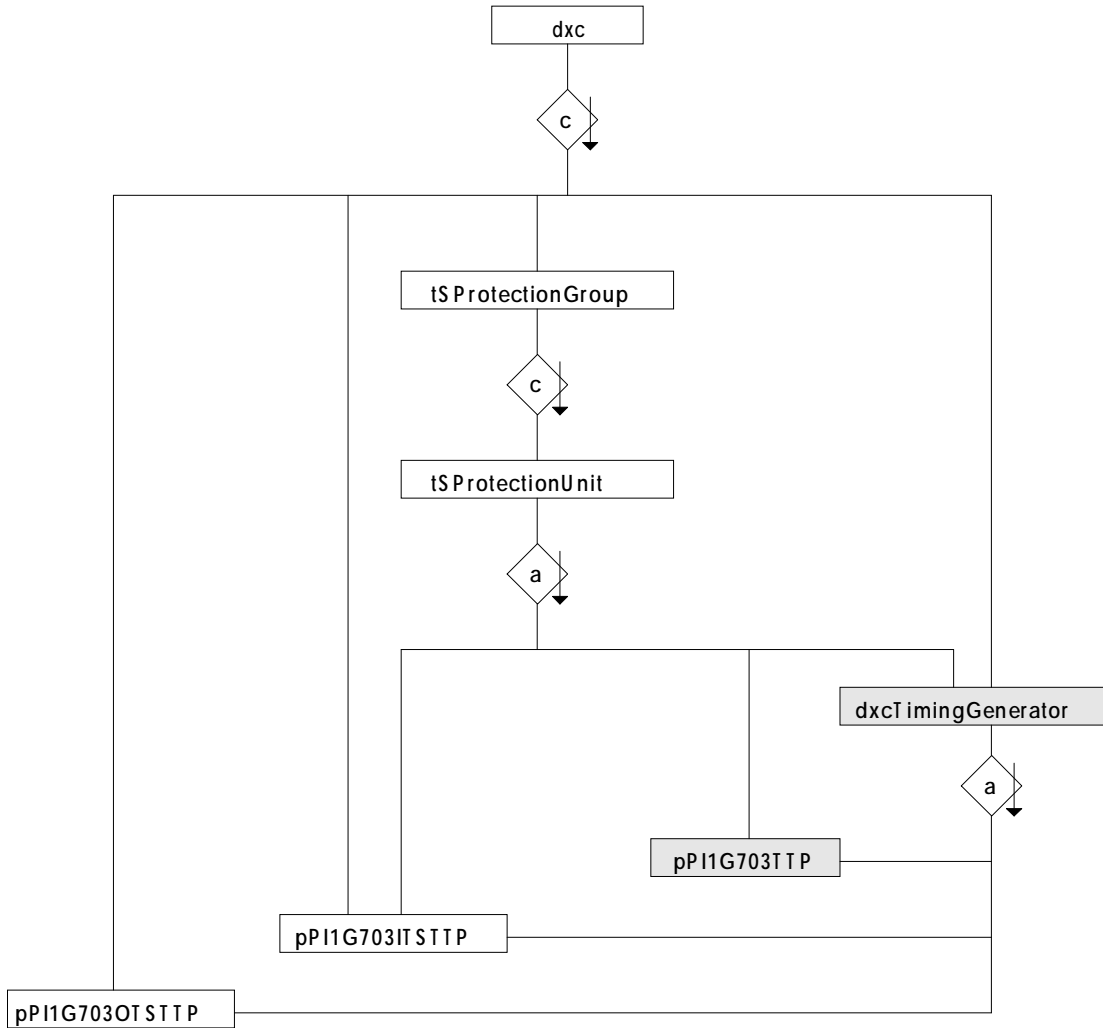 dxc
c
tSProtectionGroup
c
tSProtectionUnit
a
dxcTimingGenerator
a
pPI1G703TTP
pPI1G703ITSTTP
pPI1G703OTSTTP